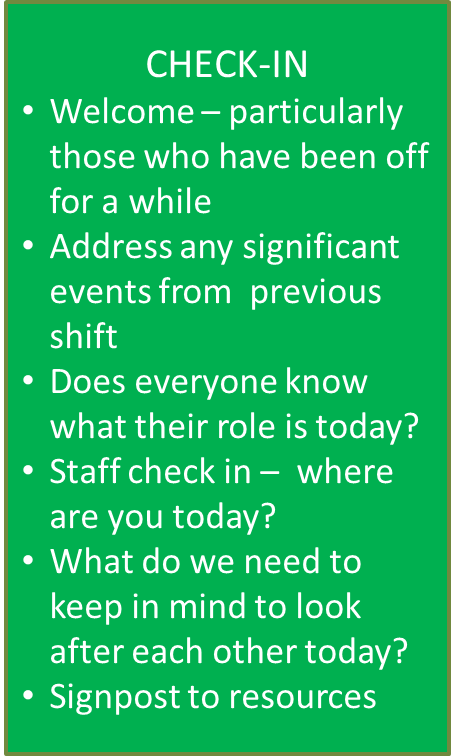 CHECK-IN
• Welcome – particularly
those who have been off
for a while
• Address any significant
events from  previous
shift
• Does everyone know
what their role is today?
• Staff check in –  where
are you today?
• What do we need to
keep in mind to look
after each other today?
• Signpost to resources